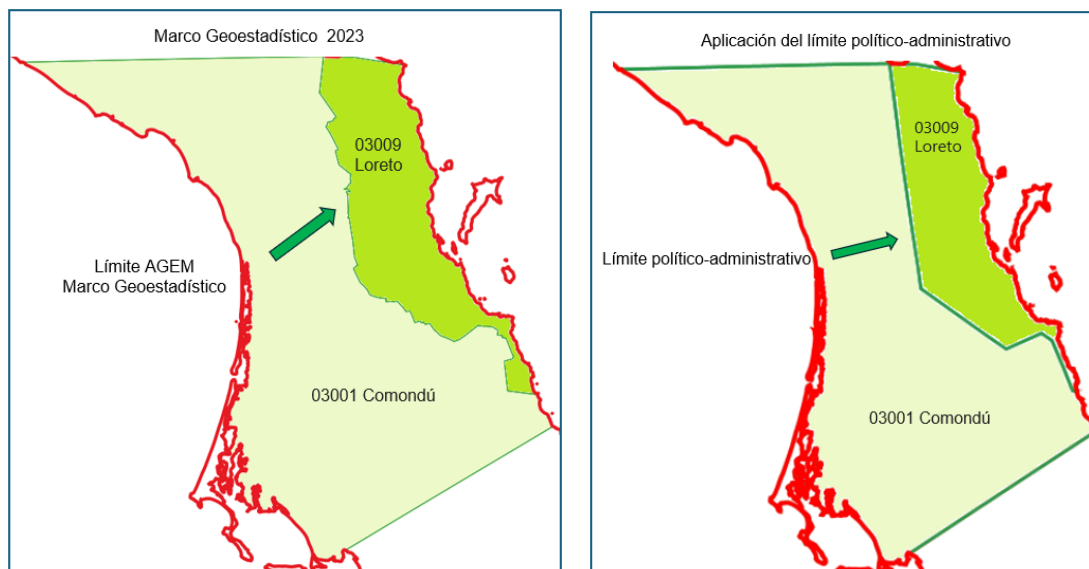 Marco Geoestadístico 2023
03009
Loreto
Límite AGEM
Marco Geoestadístico
03001 Comondú
Aplicación del límite político-administrativo
03009
Loreto
Límite político-administrativo
03001 Comondú